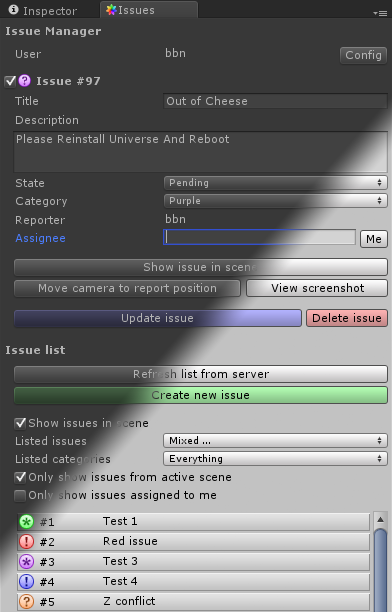 Inspector Issues
Issue Manager
User bbn Config
Issue #97
Title Out of Cheese
Description
Please Reinstall Universe And Reboot
State Pending
Category Purple
Reporter bbn
Assignee Me
Show issue in scene
Move camera to report position View screenshot
Update issue Delete issue
Issue list
Refresh list from server
Create new issue
Show issues in scene
Listed issues Mixed ...
Listed categories Everything
Only show issues from active scene
Only show issues assigned to me
#1 Test 1
#2 Red issue
#3 Test 3
#4 Test 4
#5 Z conflict